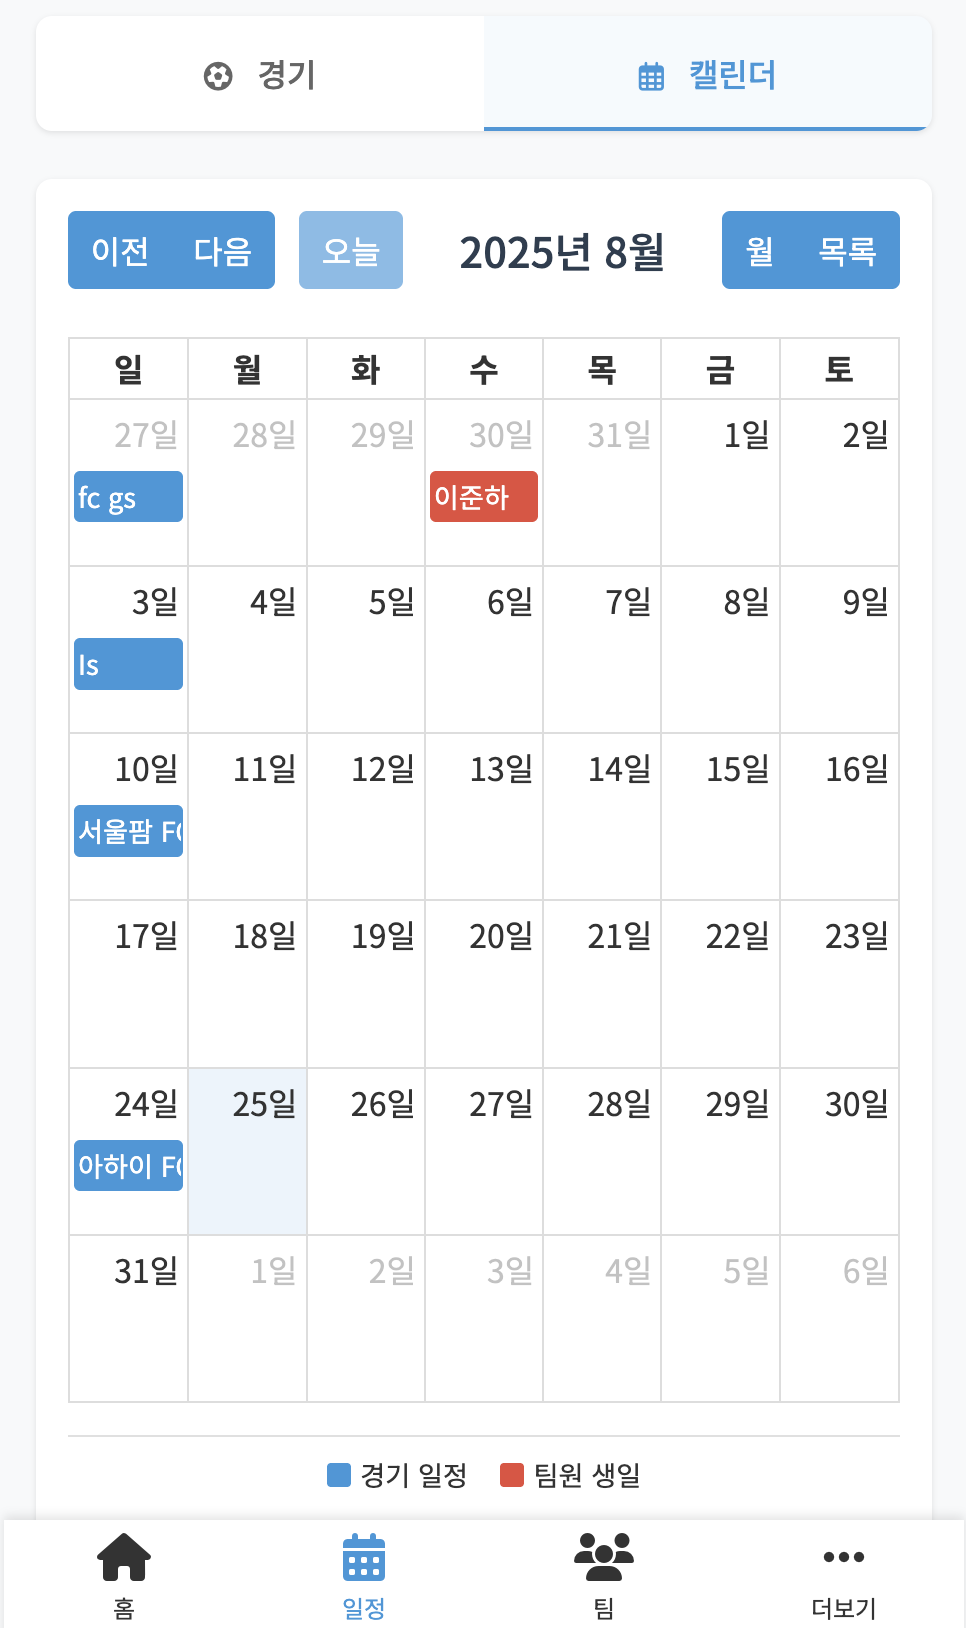 경기 캘린더
이전 다음 오늘 2025년 8월 월 목록
일 월 화 수 목 금 토
27일 28일 29일 30일 31일 1일 2일
fc gs 이준하
3일 4일 5일 6일 7일 8일 9일
ls
10일 11일 12일 13일 14일 15일 16일
서울팜 F
17일 18일 19일 20일 21일 22일 23일
24일 25일 26일 27일 28일 29일 30일
아하이 F
31일 1일 2일 3일 4일 5일 6일
경기 일정 팀원 생일
홈 일정 팀 더보기